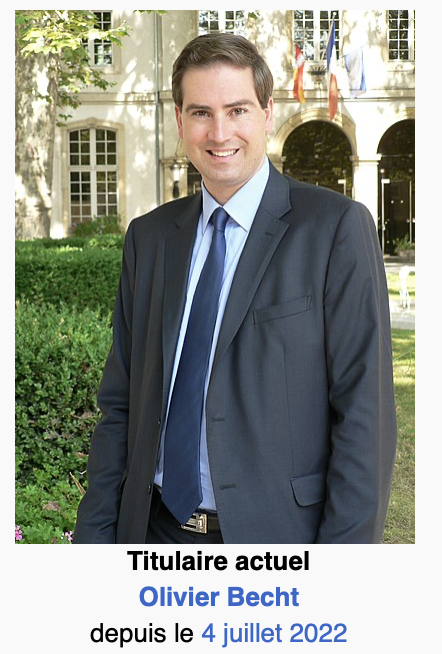 Titulaire actuel
Olivier Becht
depuis le 4 juillet 2022